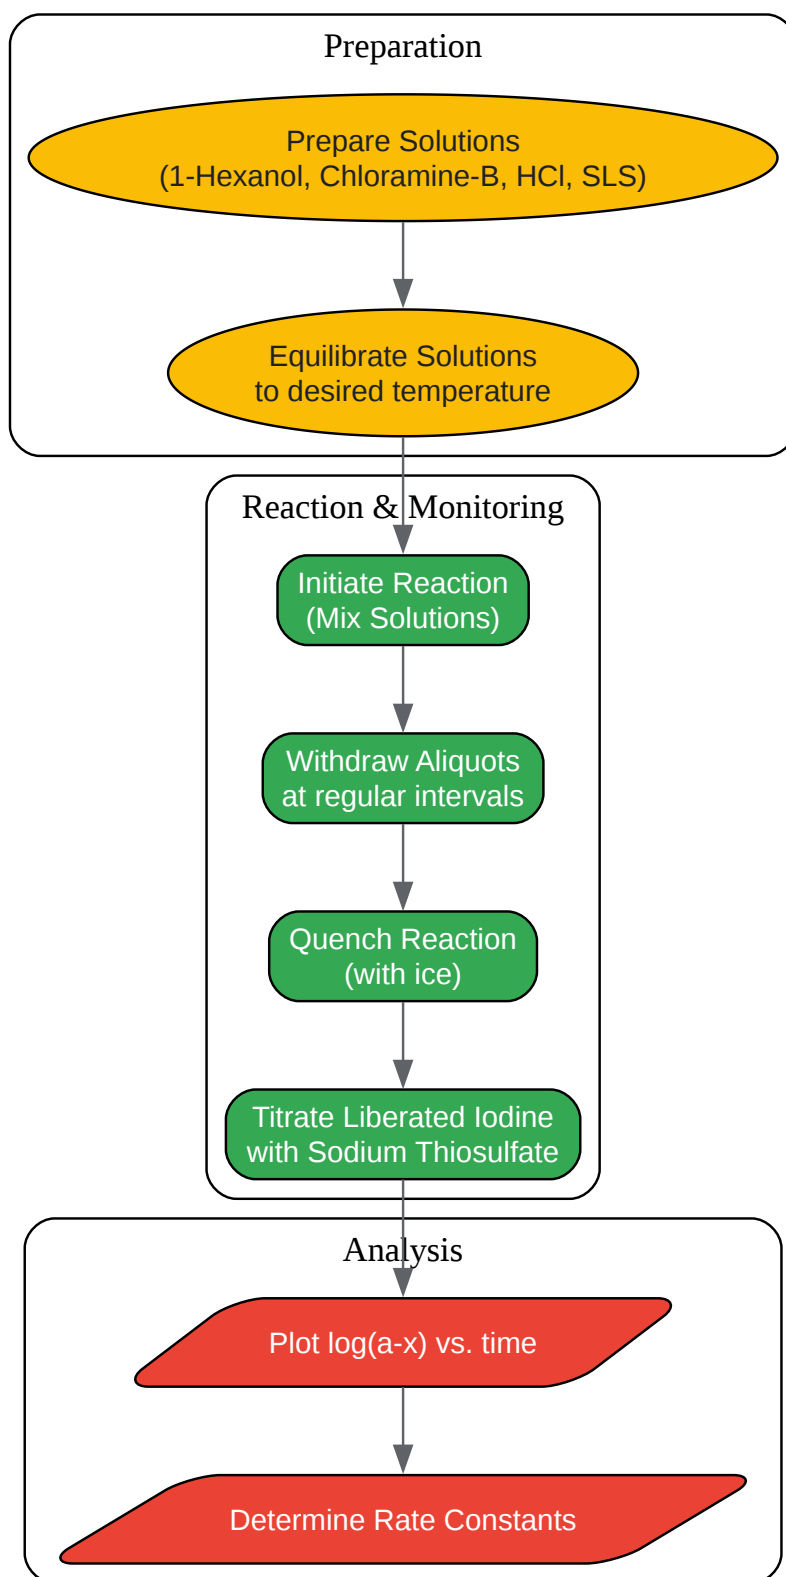 Preparation
Prepare Solutions
(1-Hexanol, Chloramine-B, HCl, SLS)
Equilibrate Solutions
to desired temperature
Reaction & Monitoring
Initiate Reaction
(Mix Solutions)
Withdraw Aliquots
at regular intervals
Quench Reaction
(with ice)
Titrate Liberated Iodine
with Sodium Thiosulfate
Analysis
Plot log(a-x) vs. time
Determine Rate Constants